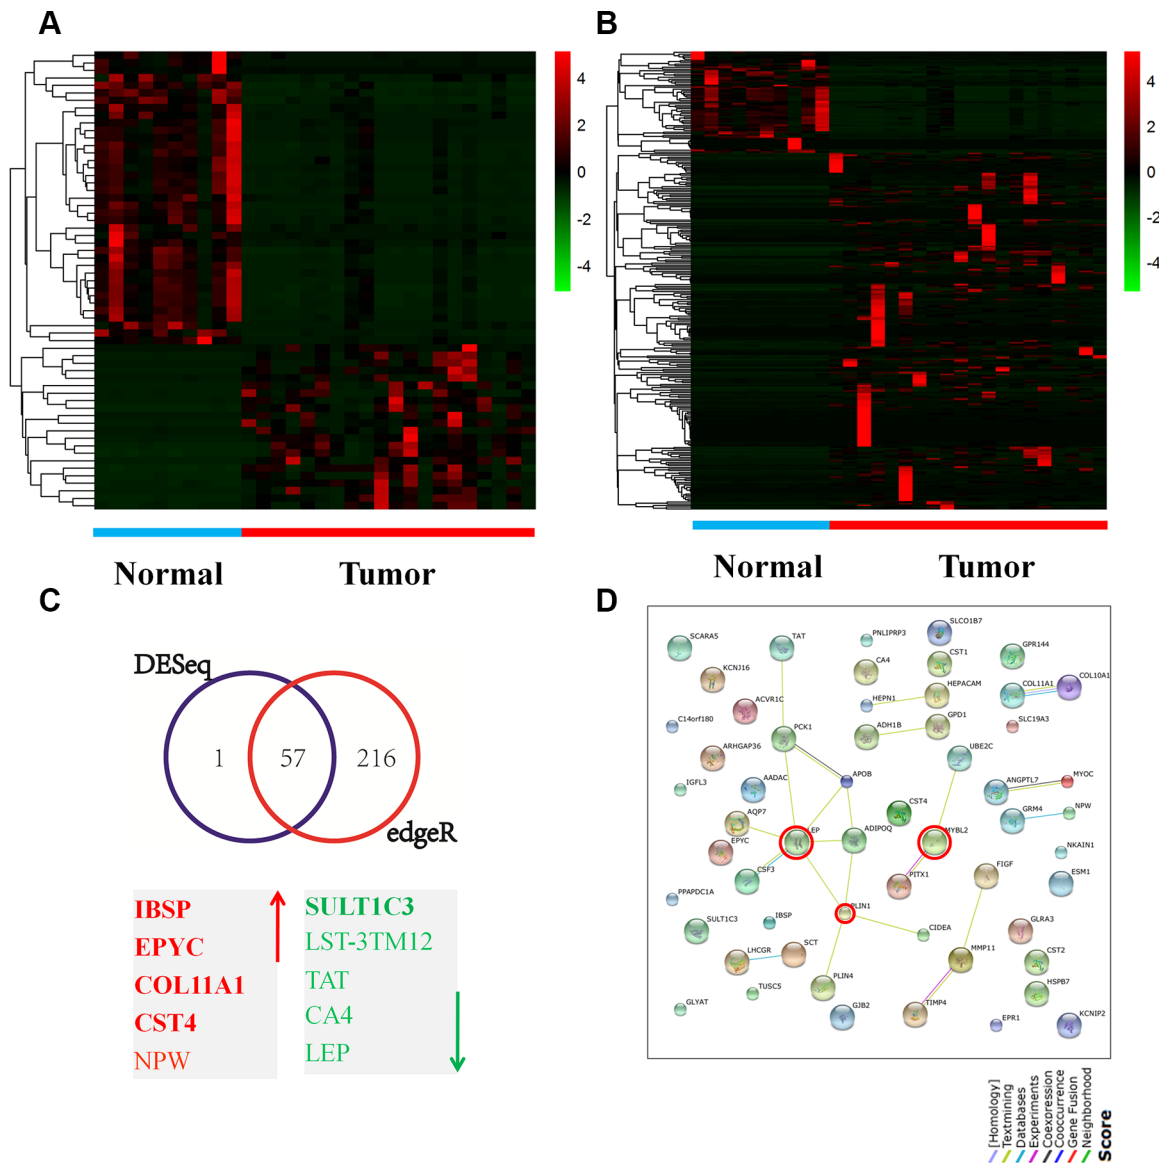 A
B
4
2
0
-2
-4
4
2
0
-2
-4
Normal
Tumor
Normal
Tumor
C
D
DESeq
1
57
216
edgeR
IBSP
EPYC
COL11A1
CST4
NPW
SULT1C3
LST-3TM12
TAT
CA4
LEP
SCARA5
TAT
PNLIPRP3
SLCO1B7
KCNJ16
CA4
CST1
GPR144
ACVR1C
HEPN1
HEPACAM
COL11A1
COL10A1
C14orf180
PCK1
ADH1B
GPD1
SLC19A3
ARHGAP36
UBE2C
IGFL3
AADAC
APOB
ANGPTL7
MYOC
AQP7
CST4
GRM4
NPW
EPYC
LEP
ADIPOQ
MYBL2
NKAIN1
CSF3
PITX1
FIGF
ESM1
PPAPDC1A
SULT1C3
IBSP
PLIN1
CIDEA
GLRA3
LHCGR
SCT
MMP11
CST2
TUSC5
PLIN4
HSPB7
GLYAT
GJB2
TIMP4
EPR1
KCNIP2
[Homology]
Textmining
Databases
Experiments
Coexpression
Cooccurrence
Gene Fusion
Neighborhood
Score